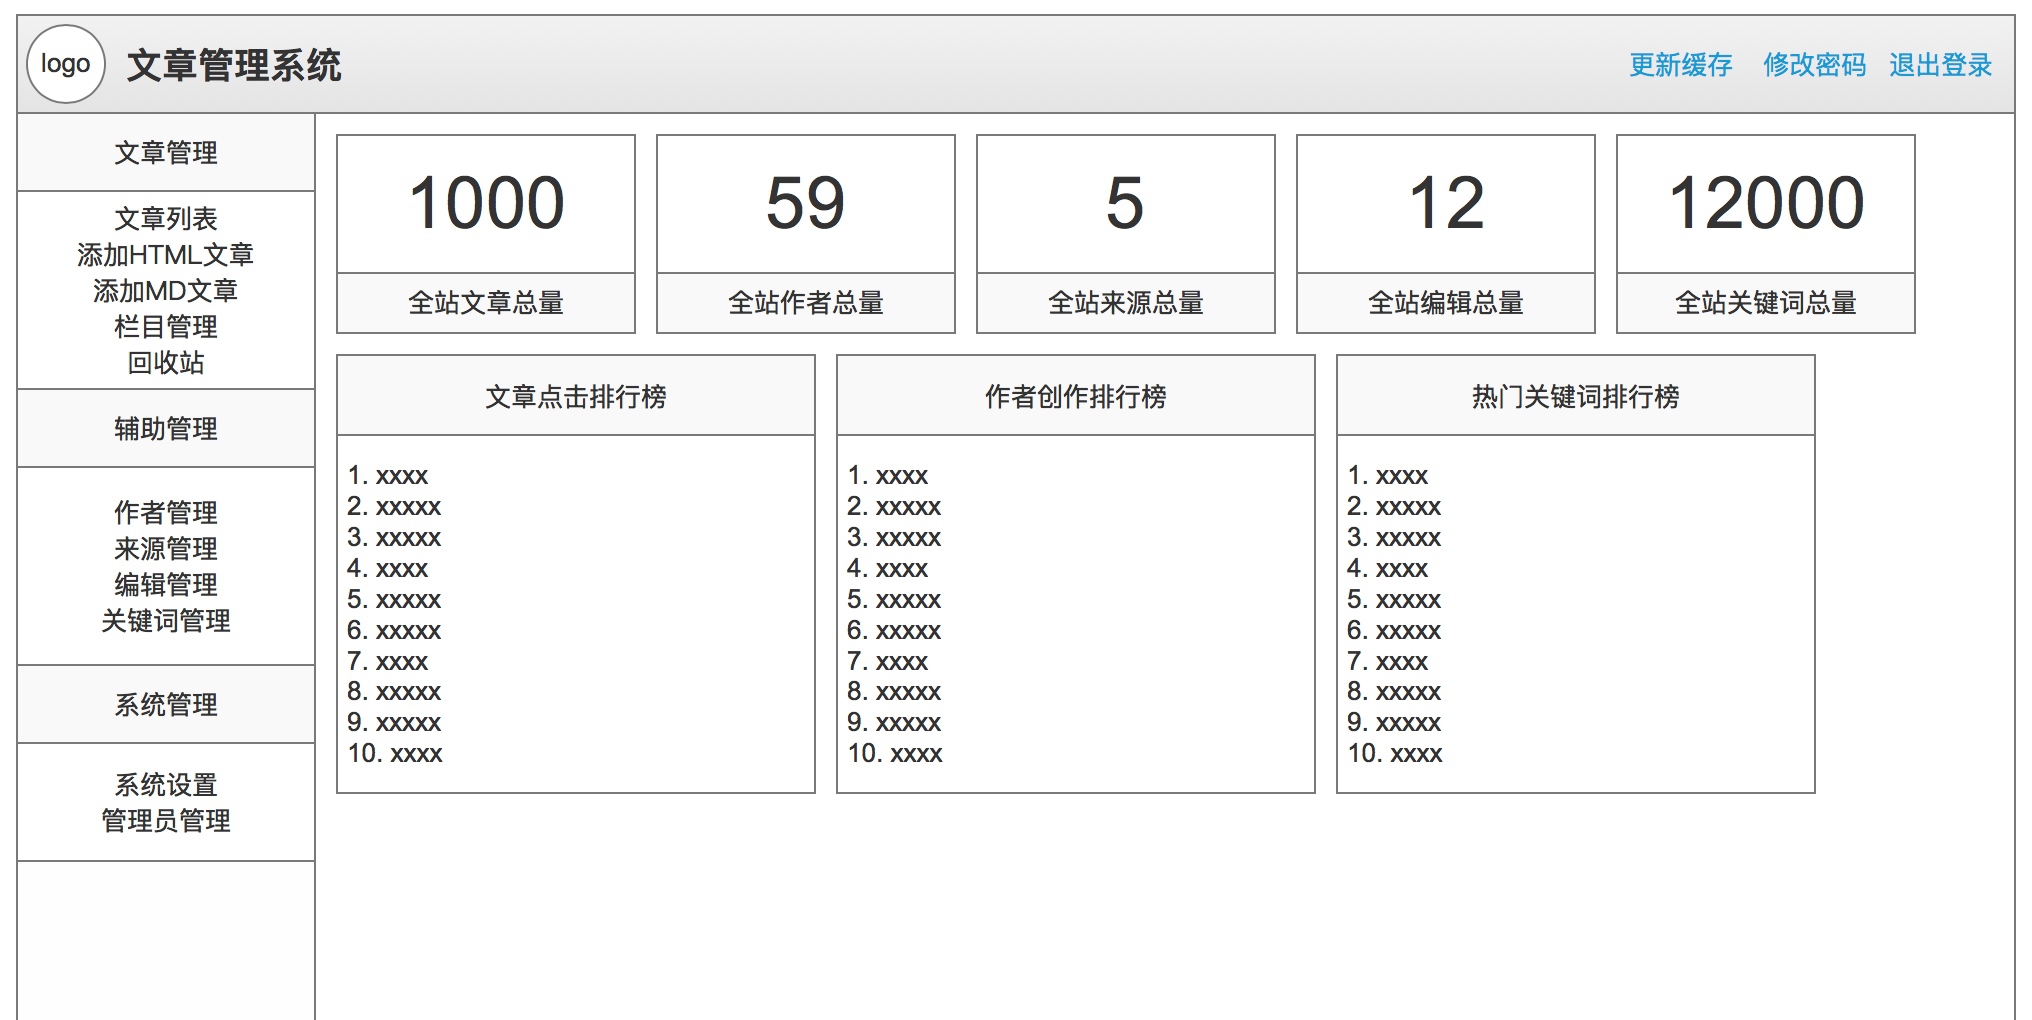 logo
文章管理系统
更新缓存 修改密码 退出登录
文章管理
文章列表
添加HTML文章
添加MD文章
栏目管理
回收站
辅助管理
作者管理
来源管理
编辑管理
关键词管理
系统管理
系统设置
管理员管理
1000
全站文章总量
59
全站作者总量
5
全站来源总量
12
全站编辑总量
12000
全站关键词总量
文章点击排行榜
1. xxxx
2. xxxxx
3. xxxxx
4. xxxx
5. xxxxx
6. xxxxx
7. xxxx
8. xxxxx
9. xxxxx
10. xxxx
作者创作排行榜
1. xxxx
2. xxxxx
3. xxxxx
4. xxxx
5. xxxxx
6. xxxxx
7. xxxx
8. xxxxx
9. xxxxx
10. xxxx
热门关键词排行榜
1. xxxx
2. xxxxx
3. xxxxx
4. xxxx
5. xxxxx
6. xxxxx
7. xxxx
8. xxxxx
9. xxxxx
10. xxxx